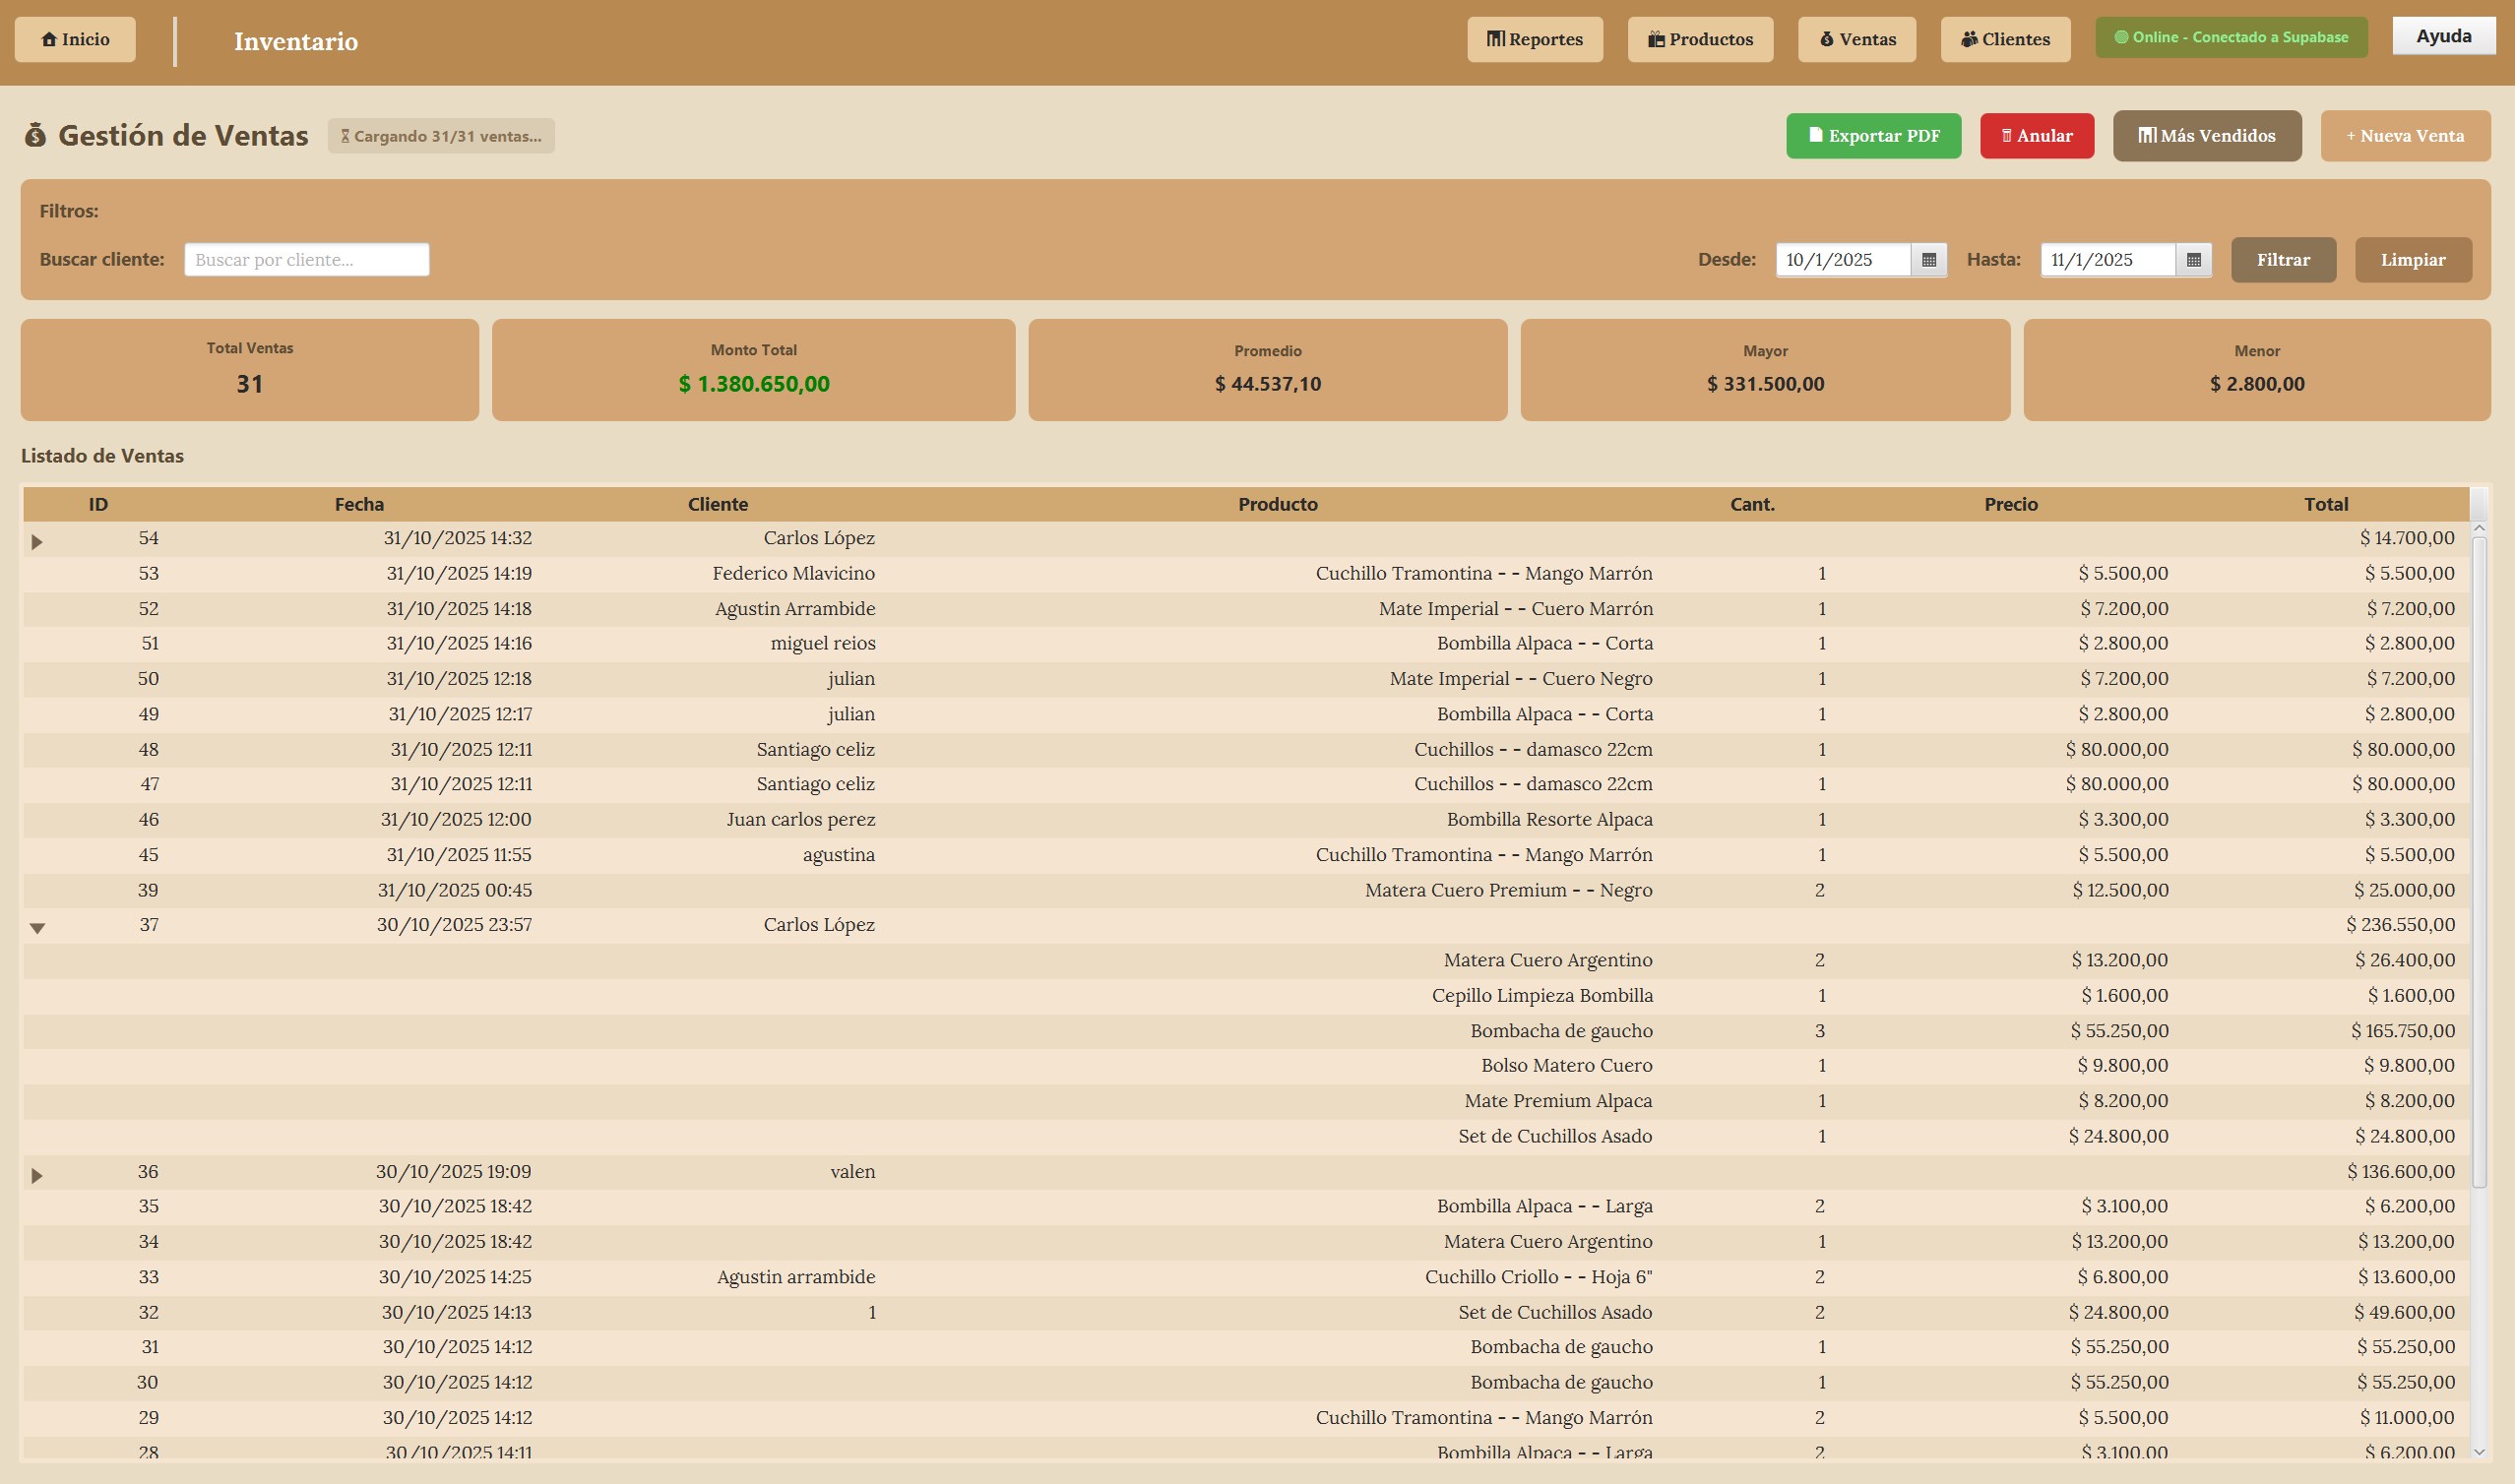 Inicio
Inventario
Reportes
Productos
Ventas
Clientes
Online - Conectado a Supabase
Ayuda
Gestión de Ventas
Cargando 31/31 ventas...
Exportar PDF
Anular
Más Vendidos
+ Nueva Venta
Filtros:
Buscar cliente: Buscar por cliente...
Desde: 10/1/2025 Hasta: 11/1/2025 Filtrar Limpiar
Total Ventas
31
Monto Total
$ 1.380.650,00
Promedio
$ 44.537,10
Mayor
$ 331.500,00
Menor
$ 2.800,00
Listado de Ventas
ID Fecha Cliente Producto Cant. Precio Total
54 31/10/2025 14:32 Carlos López $ 14.700,00
53 31/10/2025 14:19 Federico Mlavicino Cuchillo Tramontina - - Mango Marrón 1 $ 5.500,00 $ 5.500,00
52 31/10/2025 14:18 Agustin Arrambide Mate Imperial - - Cuero Marrón 1 $ 7.200,00 $ 7.200,00
51 31/10/2025 14:16 miguel reios Bombilla Alpaca - - Corta 1 $ 2.800,00 $ 2.800,00
50 31/10/2025 12:18 julian Mate Imperial - - Cuero Negro 1 $ 7.200,00 $ 7.200,00
49 31/10/2025 12:17 julian Bombilla Alpaca - - Corta 1 $ 2.800,00 $ 2.800,00
48 31/10/2025 12:11 Santiago celiz Cuchillos - - damasco 22cm 1 $ 80.000,00 $ 80.000,00
47 31/10/2025 12:11 Santiago celiz Cuchillos - - damasco 22cm 1 $ 80.000,00 $ 80.000,00
46 31/10/2025 12:00 Juan carlos perez Bombilla Resorte Alpaca 1 $ 3.300,00 $ 3.300,00
45 31/10/2025 11:55 agustina Cuchillo Tramontina - - Mango Marrón 1 $ 5.500,00 $ 5.500,00
39 31/10/2025 00:45 Matera Cuero Premium - - Negro 2 $ 12.500,00 $ 25.000,00
37 30/10/2025 23:57 Carlos López $ 236.550,00
Matera Cuero Argentino 2 $ 13.200,00 $ 26.400,00
Cepillo Limpieza Bombilla 1 $ 1.600,00 $ 1.600,00
Bombacha de gaucho 3 $ 55.250,00 $ 165.750,00
Bolso Matero Cuero 1 $ 9.800,00 $ 9.800,00
Mate Premium Alpaca 1 $ 8.200,00 $ 8.200,00
Set de Cuchillos Asado 1 $ 24.800,00 $ 24.800,00
36 30/10/2025 19:09 valen $ 136.600,00
35 30/10/2025 18:42 Bombilla Alpaca - - Larga 2 $ 3.100,00 $ 6.200,00
34 30/10/2025 18:42 Matera Cuero Argentino 1 $ 13.200,00 $ 13.200,00
33 30/10/2025 14:25 Agustin arrambide Cuchillo Criollo - - Hoja 6" 2 $ 6.800,00 $ 13.600,00
32 30/10/2025 14:13 1 Set de Cuchillos Asado 2 $ 24.800,00 $ 49.600,00
31 30/10/2025 14:12 Bombacha de gaucho 1 $ 55.250,00 $ 55.250,00
30 30/10/2025 14:12 Bombacha de gaucho 1 $ 55.250,00 $ 55.250,00
29 30/10/2025 14:12 Cuchillo Tramontina - - Mango Marrón 2 $ 5.500,00 $ 11.000,00
28 30/10/2025 14:11 Bombilla Alpaca - - Larga 2 $ 3.100,00 $ 6.200,00